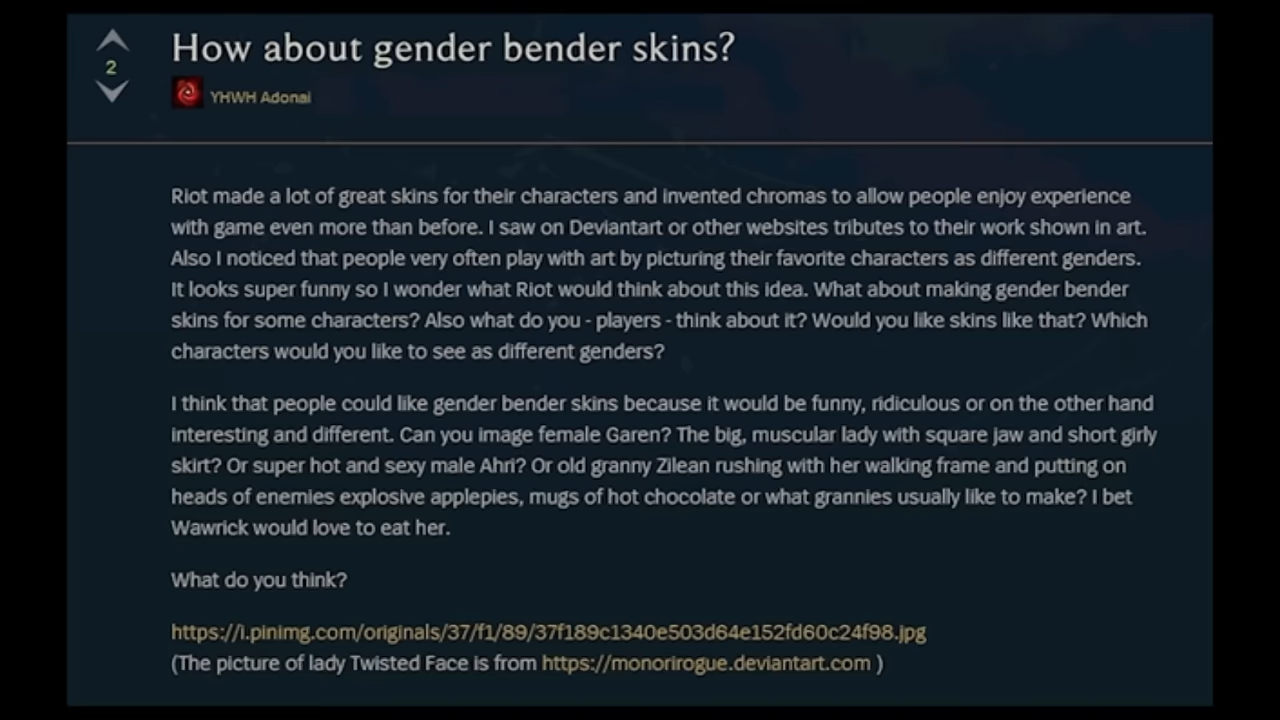 How about gender bender skins?
2
YHWH Adonai
Riot made a lot of great skins for their characters and invented chromas to allow people enjoy experience
with game even more than before. I saw on Deviantart or other websites tributes to their work shown in art.
Also I noticed that people very often play with art by picturing their favorite characters as different genders.
It looks super funny so I wonder what Riot would think about this idea. What about making gender bender
skins for some characters? Also what do you - players - think about it? Would you like skins like that? Which
characters would you like to see as different genders?
I think that people could like gender bender skins because it would be funny, ridiculous or on the other hand
interesting and different. Can you image female Garen? The big, muscular lady with square jaw and short girly
skirt? Or super hot and sexy male Ahri? Or old granny Zilean rushing with her walking frame and putting on
heads of enemies explosive applepies, mugs of hot chocolate or what grannies usually like to make? I bet
Wawrick would love to eat her.
What do you think?
https://i.pinimg.com/originals/37/f1/89/37f189c1340e503d64e152fd60c24f98.jpg
(The picture of lady Twisted Face is from https://monorirogue.deviantart.com )